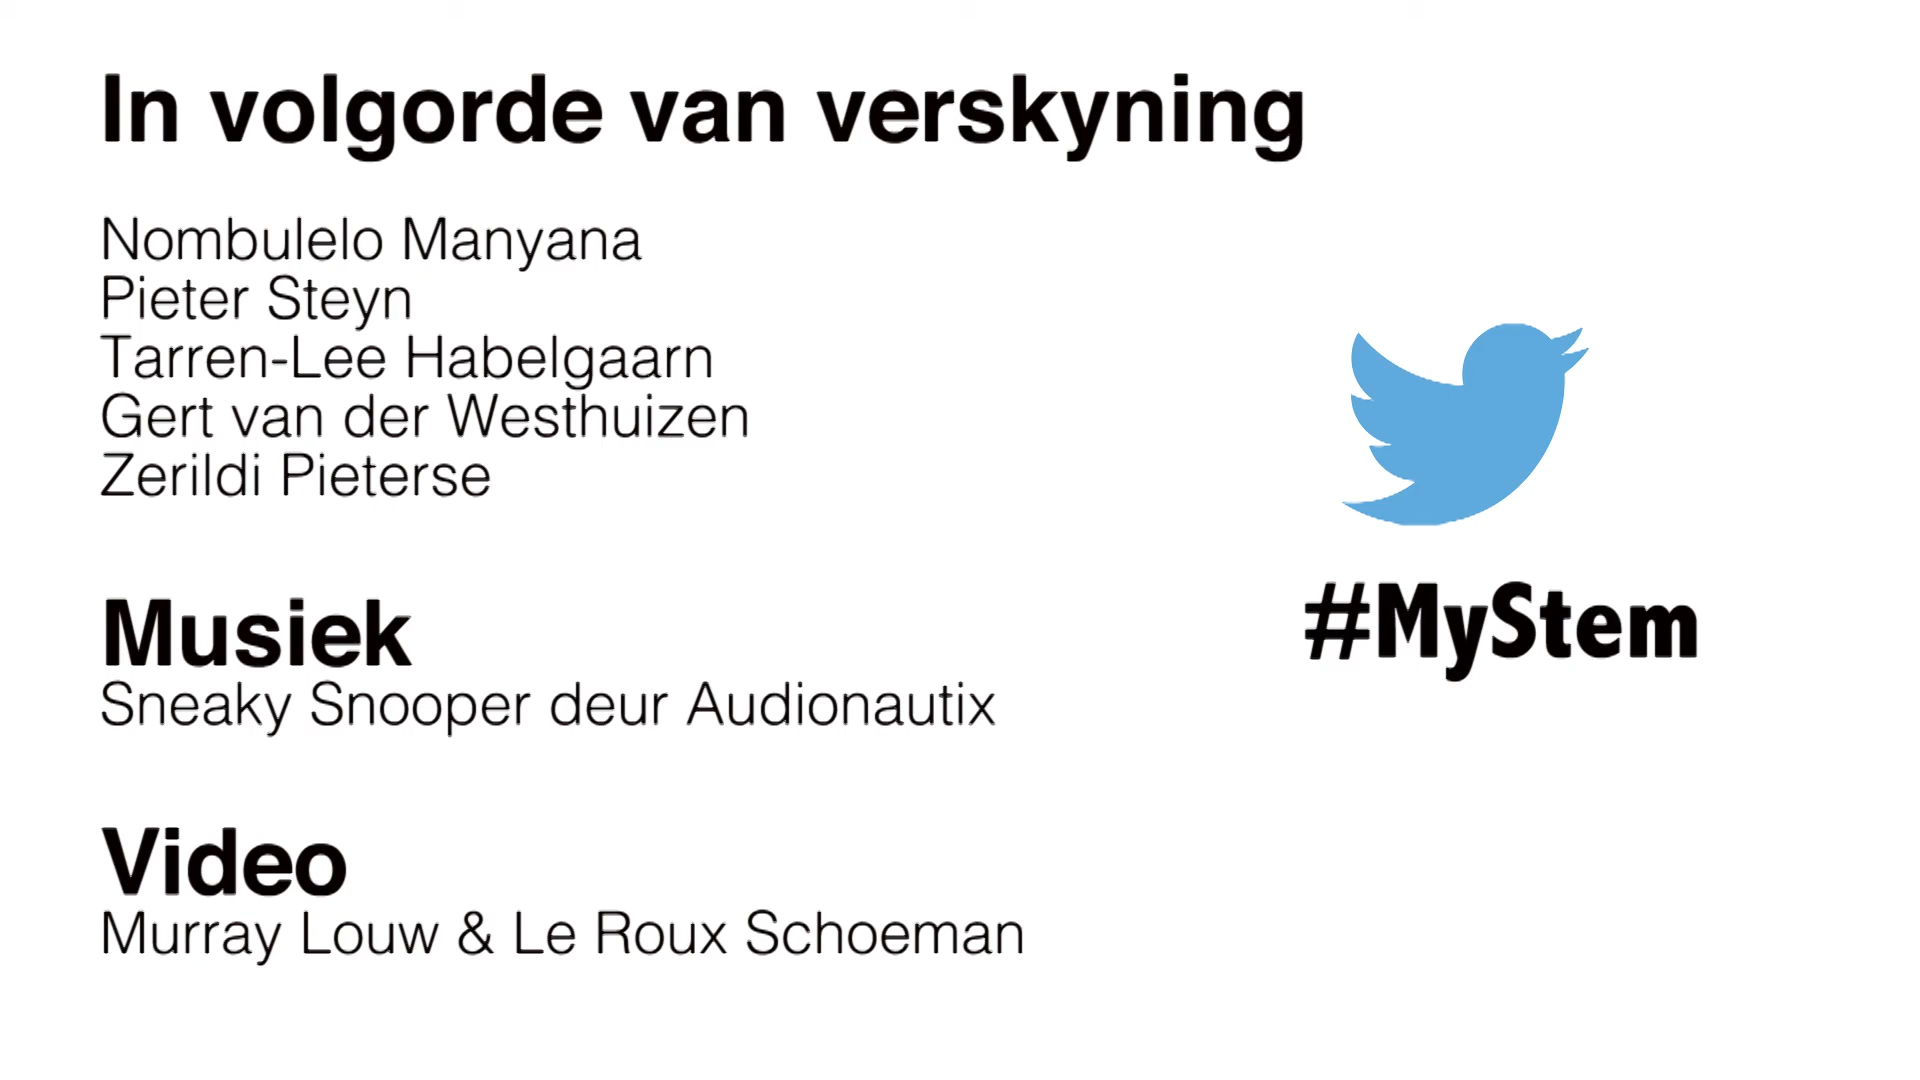 In volgorde van verskyning
Nombulelo Manyana
Pieter Steyn
Tarren-Lee Habelgaarn
Gert van der Westhuizen
Zerildi Pieterse
Musiek
Sneaky Snooper deur Audionautix
Video
Murray Louw & Le Roux Schoeman
#MyStem